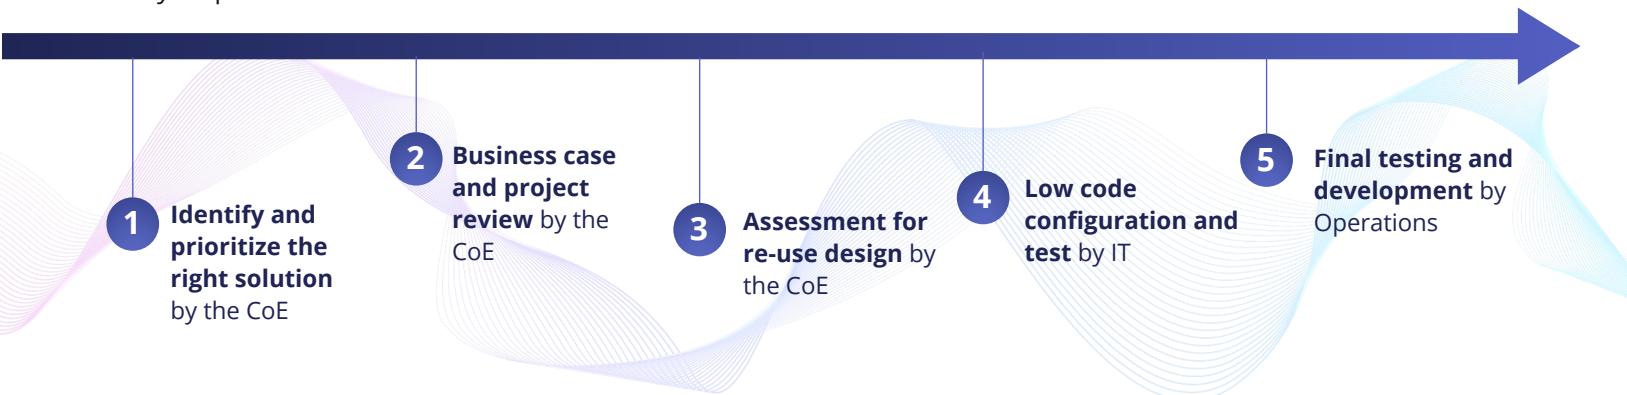 1
Identify and
prioritize the
right solution
by the CoE
2
Business case
and project
review by the
CoE
3
Assessment for
re-use design by
the CoE
4
Low code
configuration and
test by IT
5
Final testing and
development by
Operations